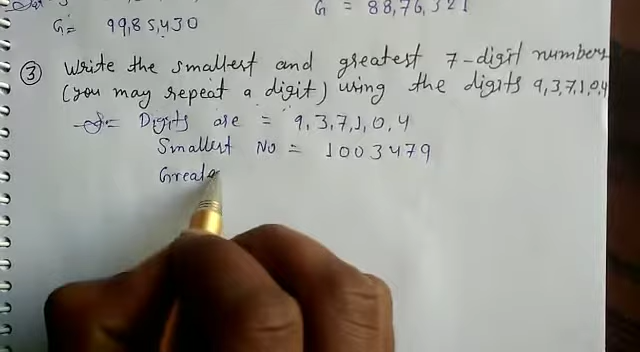 G = 88,76,321
G= 99,85,430
③ Write the smallest and greatest 7-digit numbers
(you may repeat a digit) using the digits 9,3,7,1,0,4
Digits are = 9,3,7,1,0,4
Smallest No = 1003479
Greate